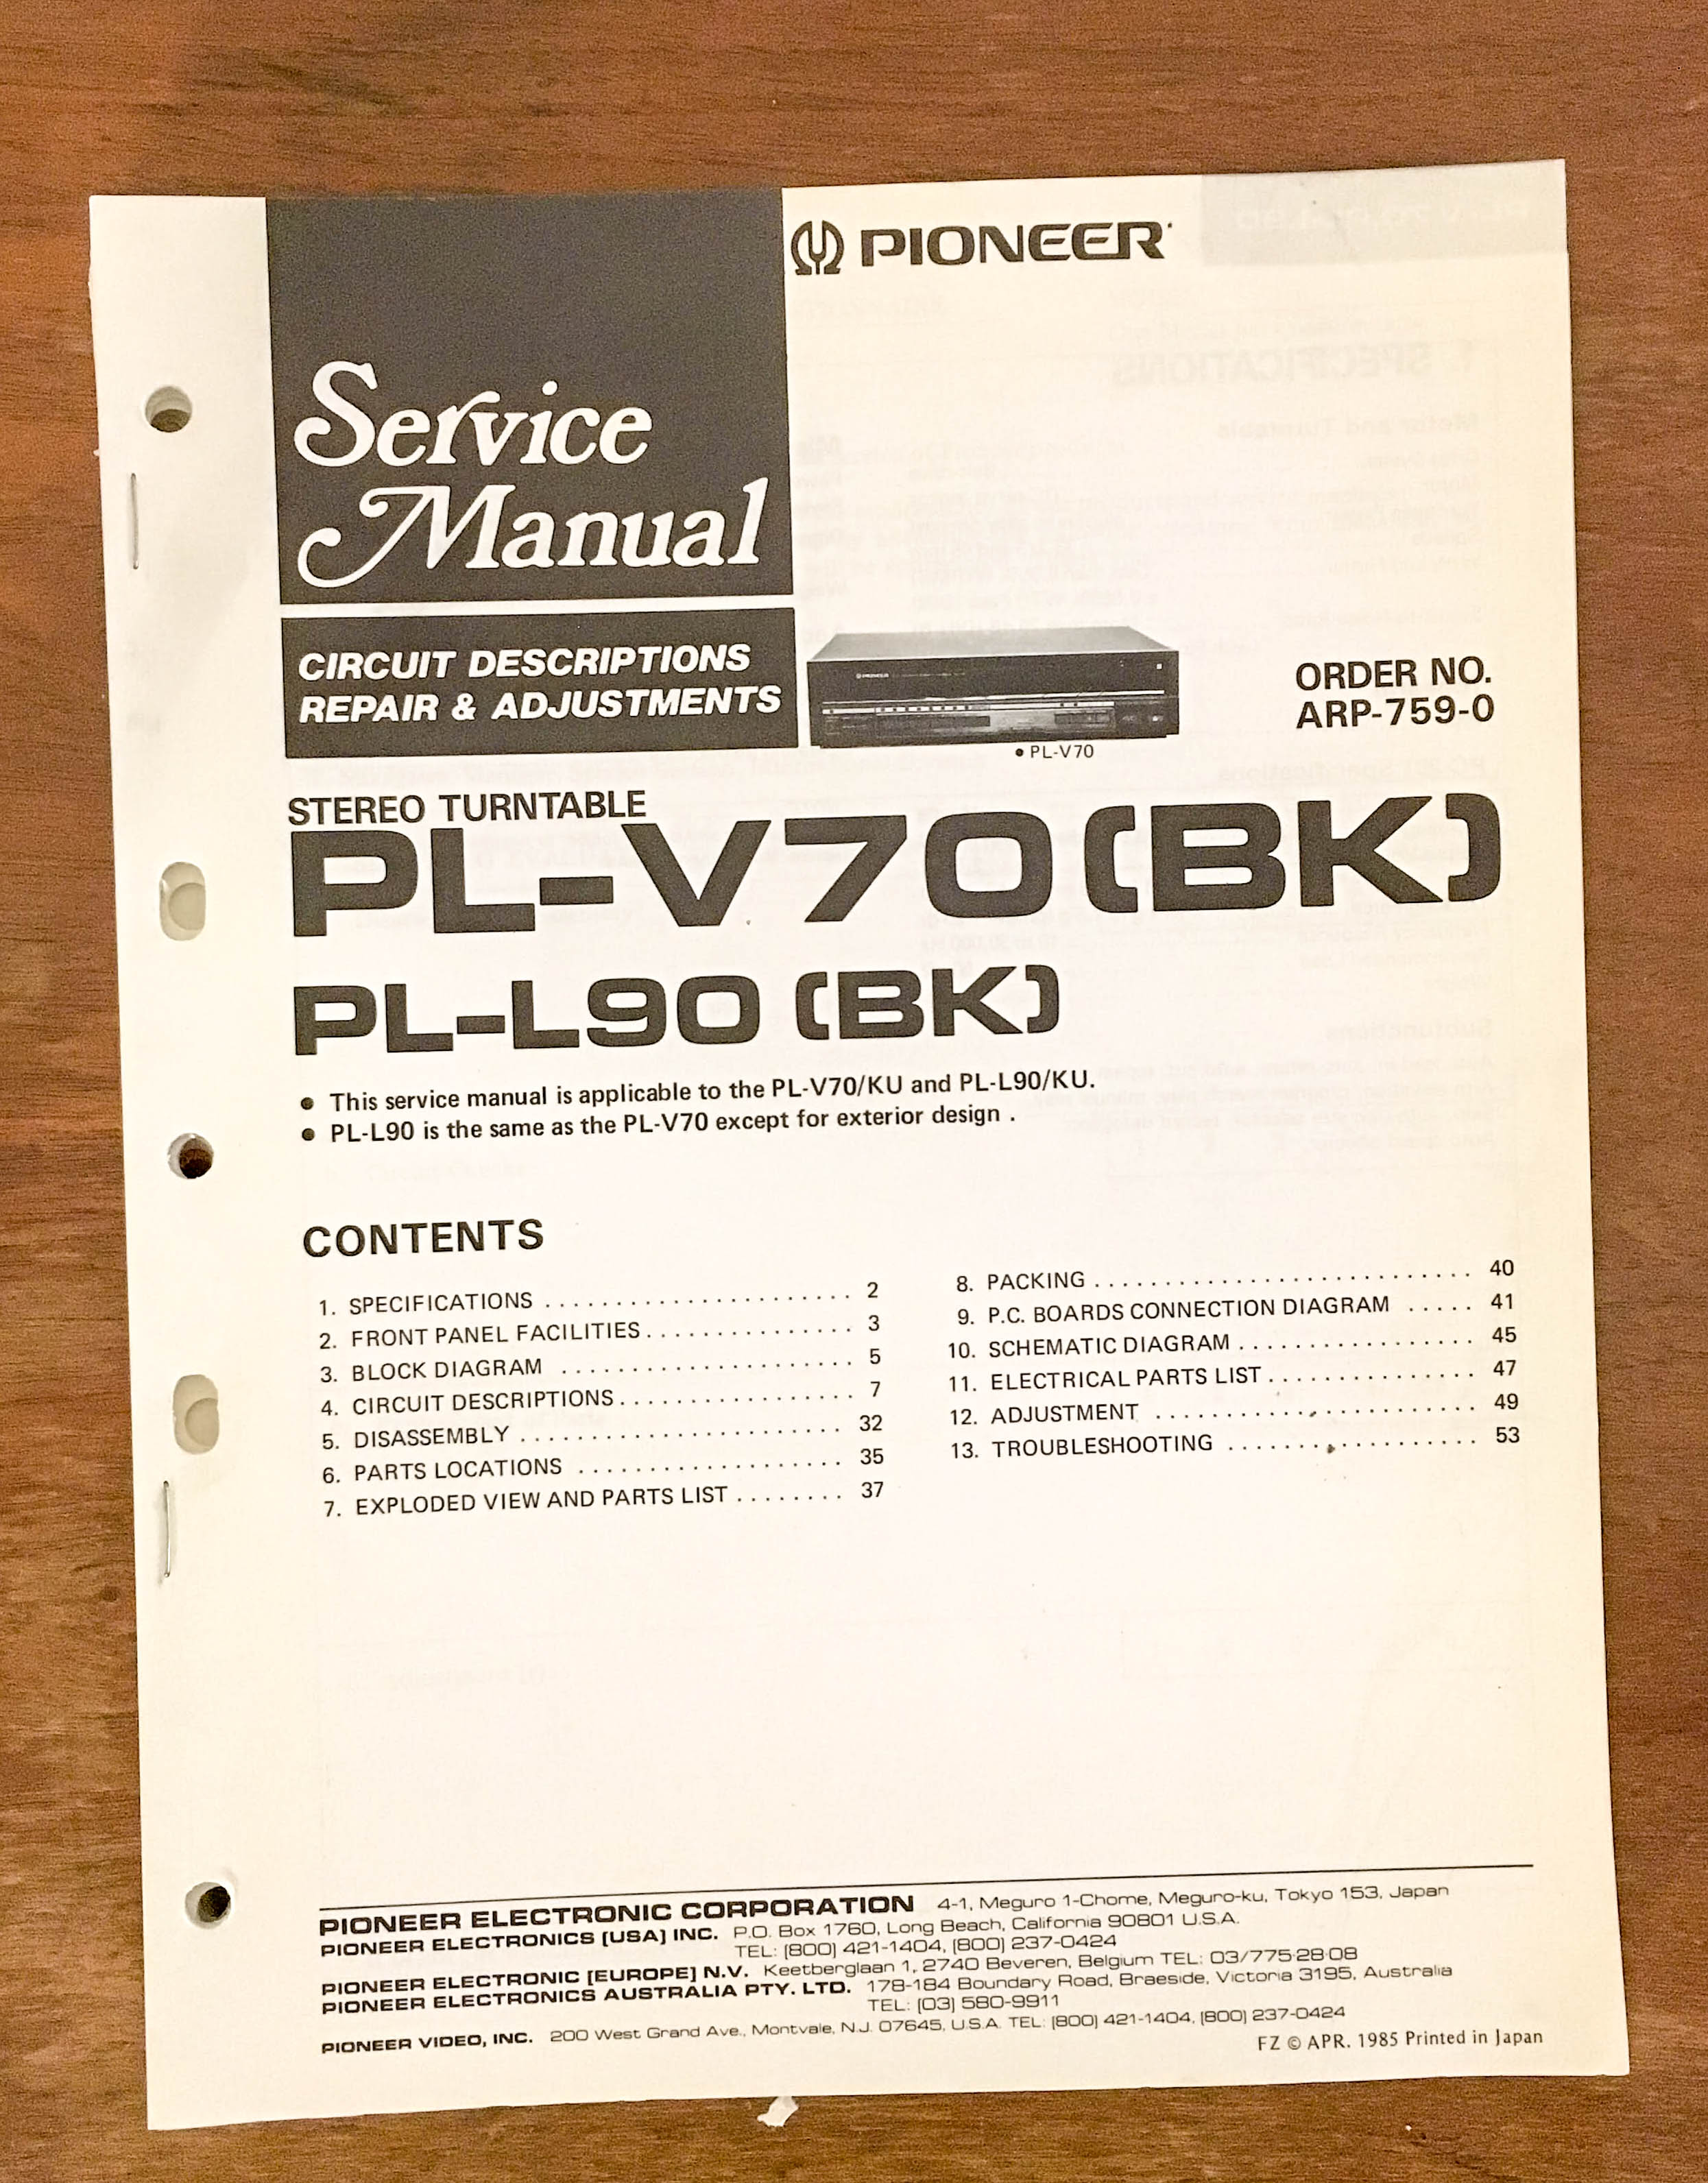 PIONEER
Service
Manual
CIRCUIT DESCRIPTIONS
REPAIR & ADJUSTMENTS
PIONEER
• PL-V70
ORDER NO.
ARP-759-0
STEREO TURNTABLE
PL-V70(BK)
PL-L90 (BK)
• This service manual is applicable to the PL-V70/KU and PL-L90/KU.
• PL-L90 is the same as the PL-V70 except for exterior design .
CONTENTS
1. SPECIFICATIONS ...................... 2
2. FRONT PANEL FACILITIES............... 3
3. BLOCK DIAGRAM ..................... 5
4. CIRCUIT DESCRIPTIONS................. 7
5. DISASSEMBLY ....................... 32
6. PARTS LOCATIONS ................... 35
7. EXPLODED VIEW AND PARTS LIST ........ 37
8. PACKING ........................... 40
9. P.C. BOARDS CONNECTION DIAGRAM ..... 41
10. SCHEMATIC DIAGRAM ................. 45
11. ELECTRICAL PARTS LIST............... 47
12. ADJUSTMENT ....................... 49
13. TROUBLESHOOTING .................. 53
PIONEER ELECTRONIC CORPORATION 4-1, Meguro 1-Chome, Meguro-ku, Tokyo 153, Japan
PIONEER ELECTRONICS [USA] INC. P.O. Box 1760, Long Beach, California 90801 U.S.A.
TEL: [800] 421-1404, [800] 237-0424
PIONEER ELECTRONIC [EUROPE] N.V. Keetberglaan 1, 2740 Beveren, Belgium TEL: 03/775·28·08
PIONEER ELECTRONICS AUSTRALIA PTY. LTD. 178-184 Boundary Road, Braeside, Victoria 3195, Australia
TEL: [03] 580-9911
PIONEER VIDEO, INC. 200 West Grand Ave., Montvale, N.J. 07645, U.S.A. TEL: [800] 421-1404, [800] 237-0424
FZ © APR. 1985 Printed in Japan